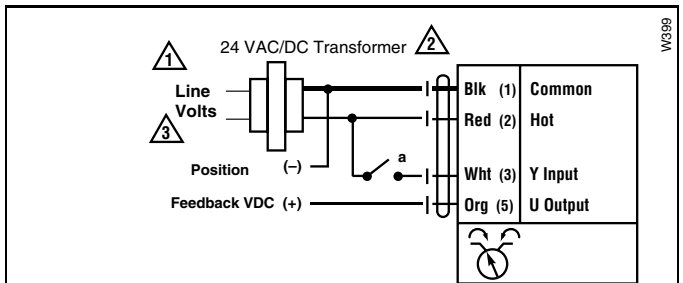 W399
24 VAC/DC Transformer
2
1
Line
Volts
3
Blk (1) Common
Red (2) Hot
a
Position (–)
Wht (3) Y Input
Feedback VDC (+)
Org (5) U Output